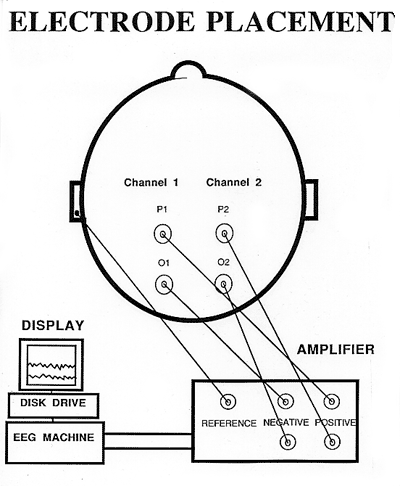 ELECTRODE PLACEMENT
Channel 1 Channel 2
P1 P2
O1 O2
DISPLAY
AMPLIFIER
DISK DRIVE
REFERENCE NEGATIVE POSITIVE
EEG MACHINE